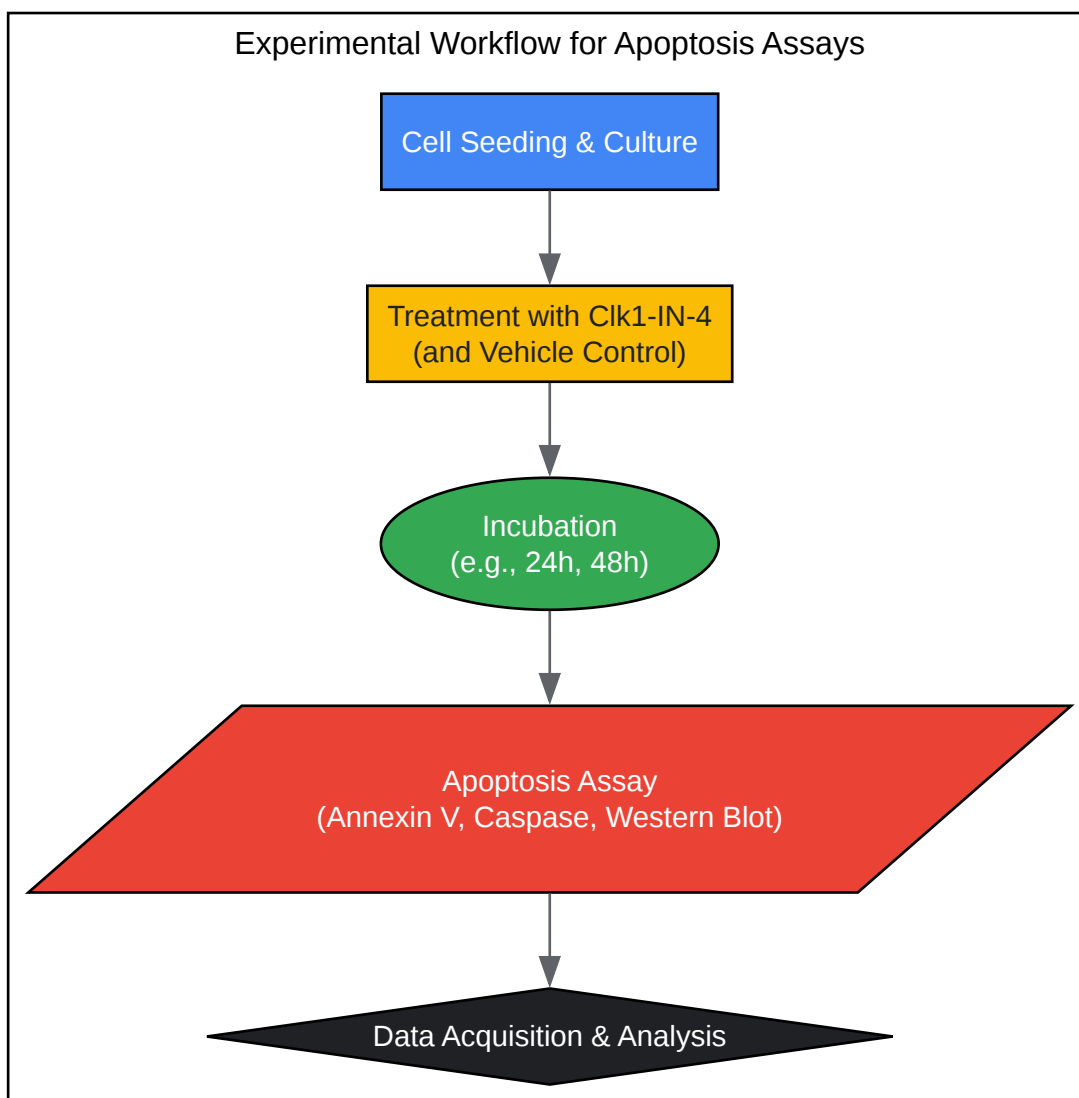 Experimental Workflow for Apoptosis Assays
Cell Seeding & Culture
Treatment with Clk1-IN-4
(and Vehicle Control)
Incubation
(e.g., 24h, 48h)
Apoptosis Assay
(Annexin V, Caspase, Western Blot)
Data Acquisition & Analysis